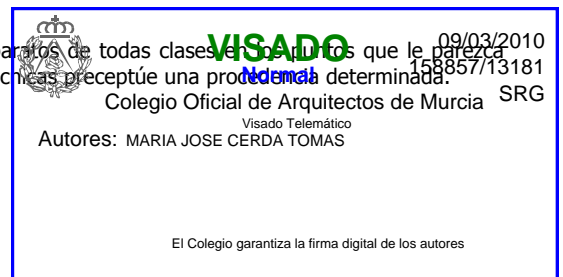 aratos de todas clases en los puntos que le parezca
cnicas preceptúe una procedencia determinada.
VISADO
Normal
09/03/2010
158857/13181
SRG
Colegio Oficial de Arquitectos de Murcia
Visado Telemático
Autores: MARIA JOSE CERDA TOMAS
El Colegio garantiza la firma digital de los autores